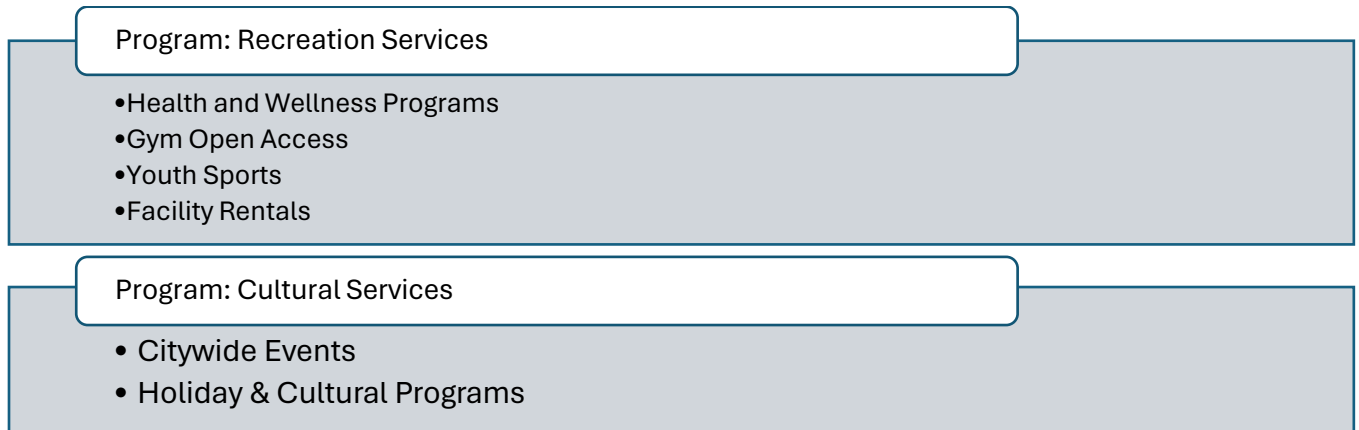 Program: Recreation Services
•Health and Wellness Programs
•Gym Open Access
•Youth Sports
•Facility Rentals
Program: Cultural Services
• Citywide Events
• Holiday & Cultural Programs